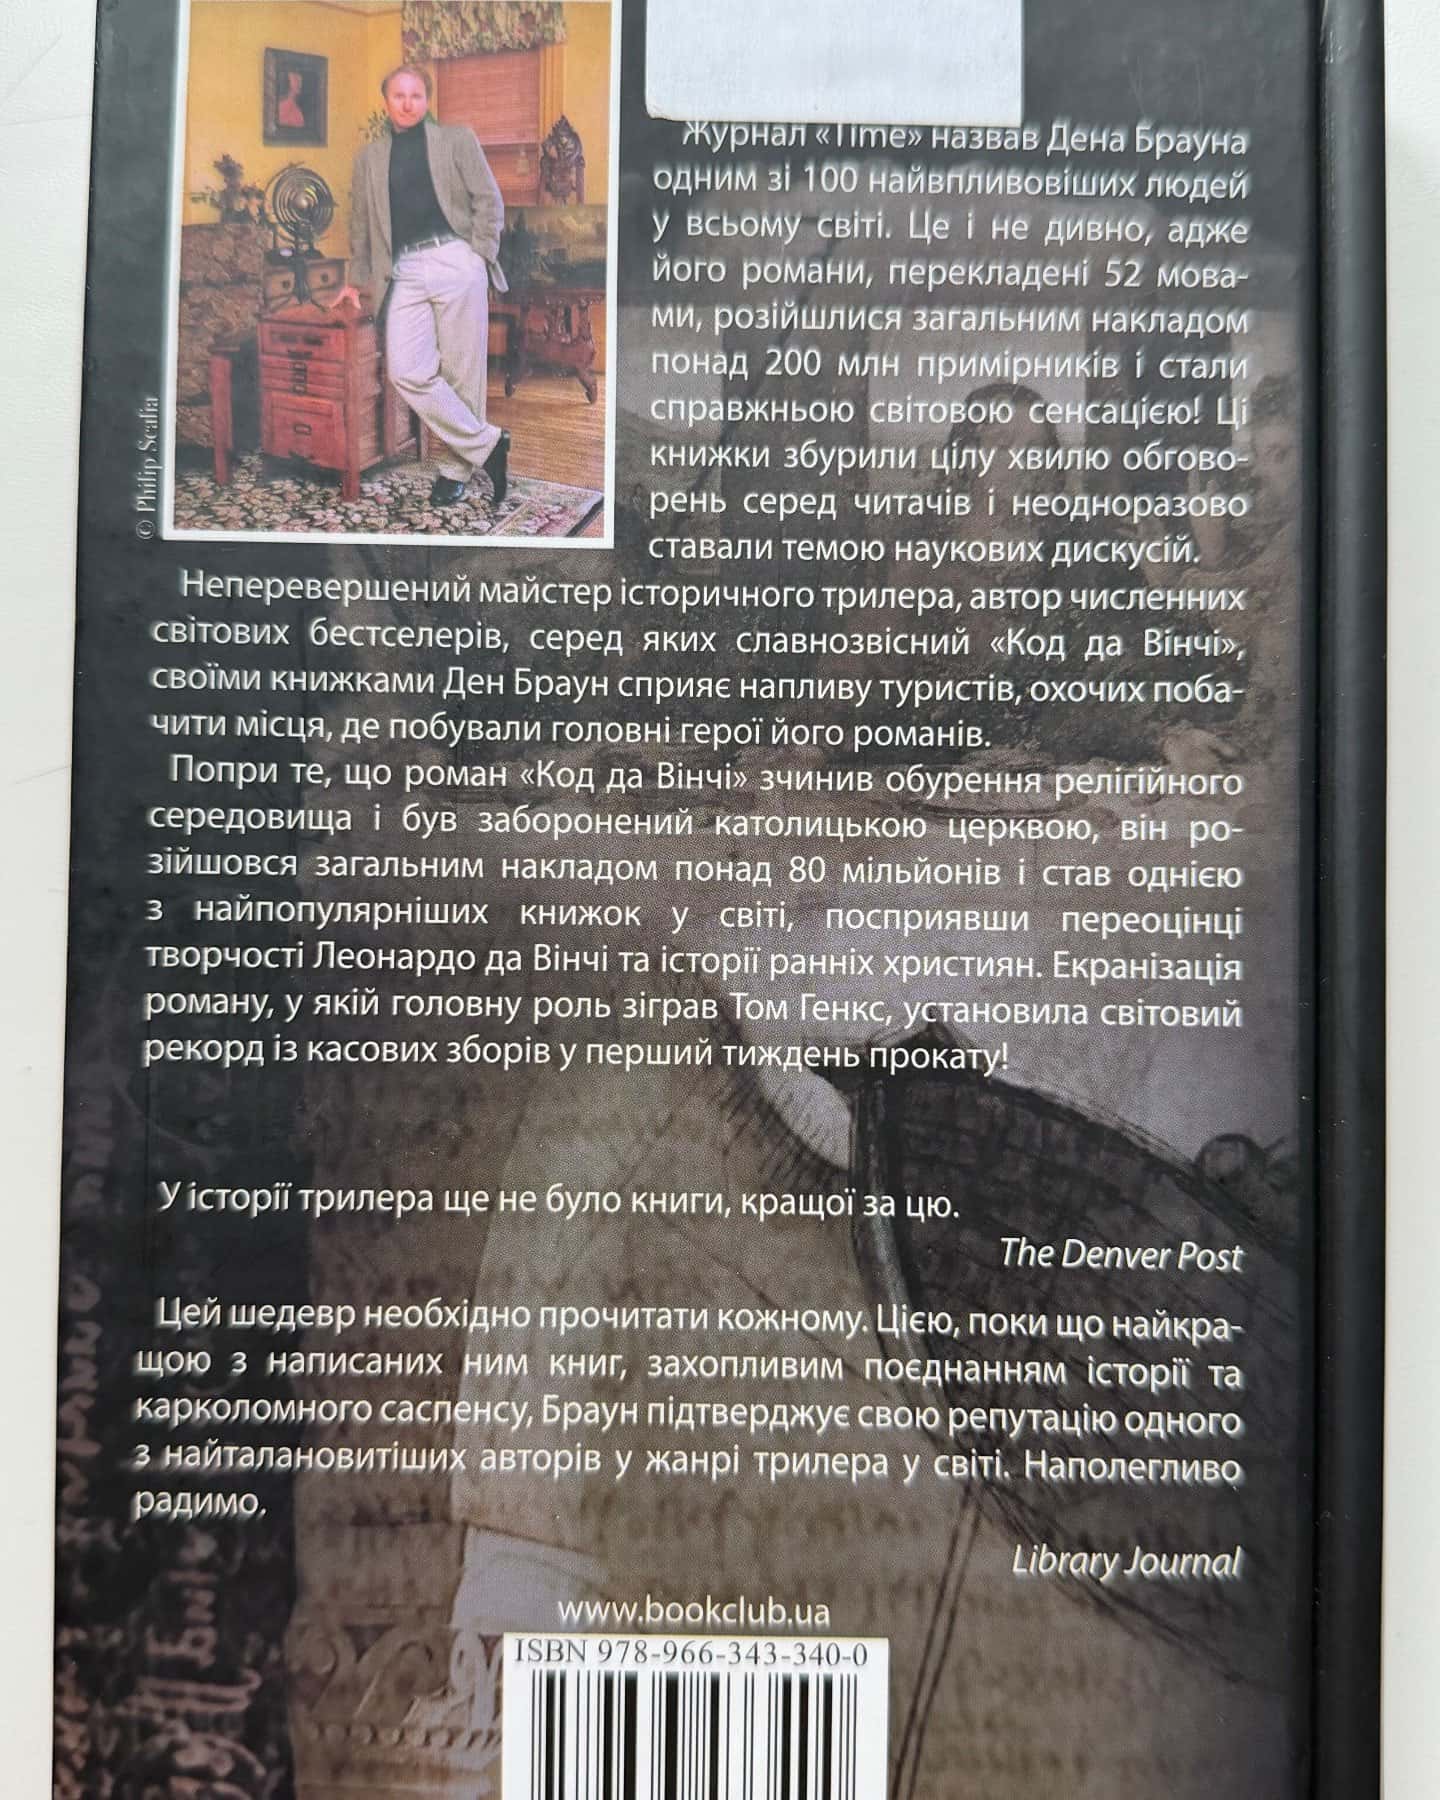 Журнал «Time» назвав Дена Брауна
одним зі 100 найвпливовіших людей
у всьому світі. Це і не дивно, адже
його романи, перекладені 52 мова-
ми, розійшлися загальним накладом
понад 200 млн примірників і стали
справжньою світовою сенсацією! Ці
книжки збурили цілу хвилю обгово-
рень серед читачів і неодноразово
ставали темою наукових дискусій.
© Philip Scalia
Неперевершений майстер історичного трилера, автор численних
світових бестселерів, серед яких славнозвісний «Код да Вінчі»,
своїми книжками Ден Браун сприяє напливу туристів, охочих поба-
чити місця, де побували головні герої його романів.
Попри те, що роман «Код да Вінчі» зчинив обурення релігійного
середовища і був заборонений католицькою церквою, він ро-
зійшовся загальним накладом понад 80 мільйонів і став однією
з найпопулярніших книжок у світі, посприявши переоцінці
творчості Леонардо да Вінчі та історії ранніх християн. Екранізація
роману, у якій головну роль зіграв Том Генкс, установила світовий
рекорд із касових зборів у перший тиждень прокату!
У історії трилера ще не було книги, кращої за цю.
The Denver Post
Цей шедевр необхідно прочитати кожному. Цією, поки що найкра-
щою з написаних ним книг, захопливим поєднанням історії та
карколомного саспенсу, Браун підтверджує свою репутацію одного
з найталановитіших авторів у жанрі трилера у світі. Наполегливо
радимо.
Library Journal
www.bookclub.ua
ISBN 978-966-343-340-0